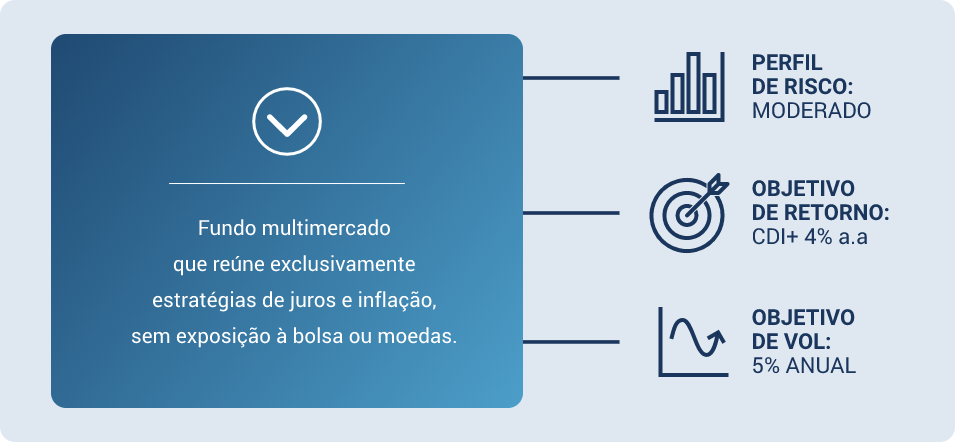 Fundo multimercado
que reúne exclusivamente
estratégias de juros e inflação,
sem exposição à bolsa ou moedas.
PERFIL
DE RISCO:
MODERADO
OBJETIVO
DE RETORNO:
CDI+ 4% a.a
OBJETIVO
DE VOL:
5% ANUAL